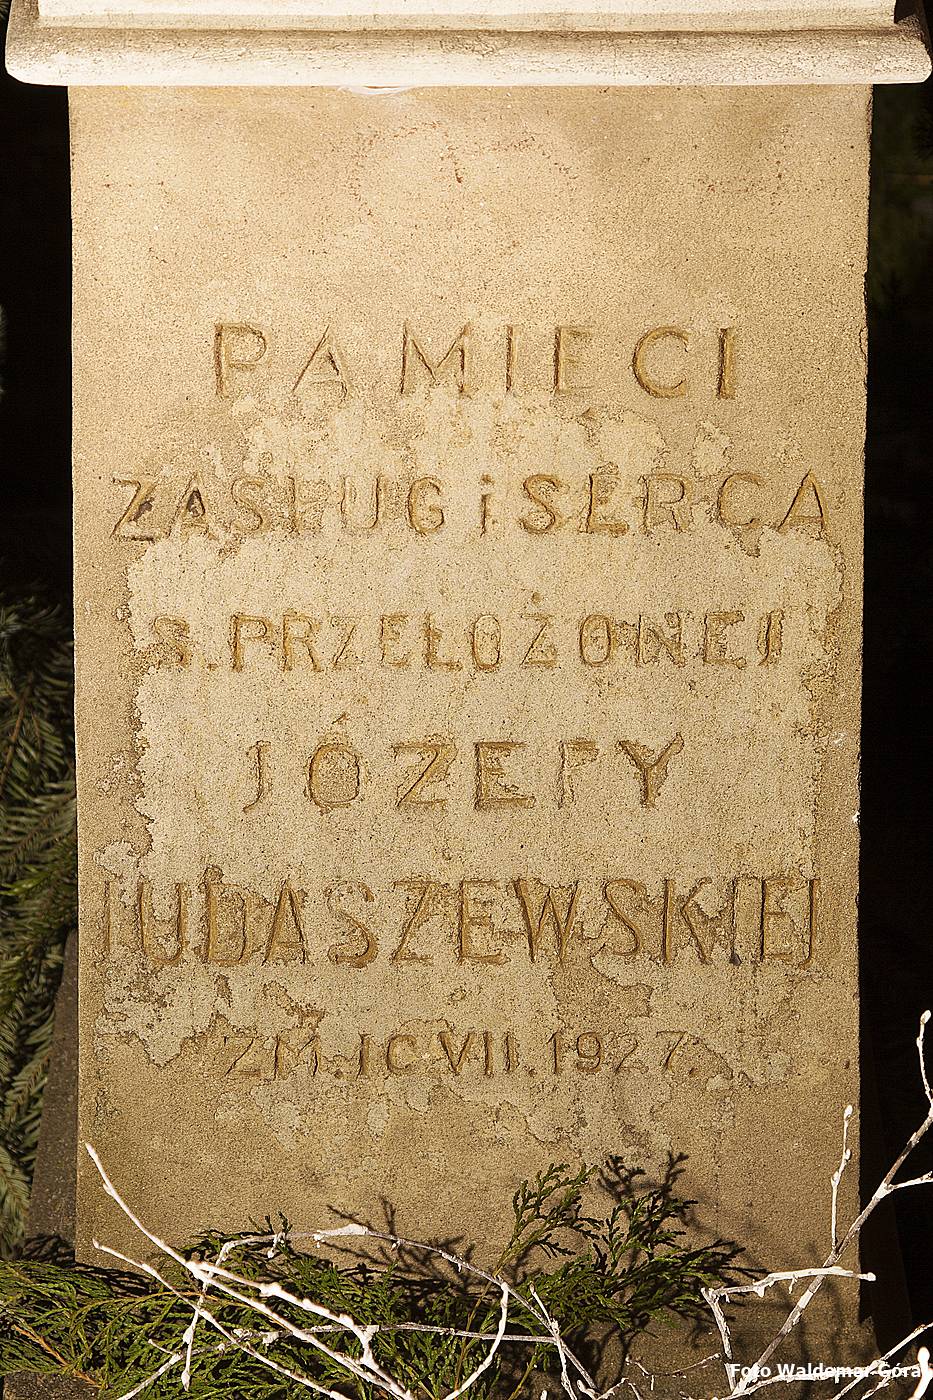 PAMIĘCI
ZASŁUG i SERCA
S. PRZEŁOŻONEJ
JÓZEFY
JUDASZEWSKIEJ
ZM. 10 VII. 1927.
Foto Waldemar Góra